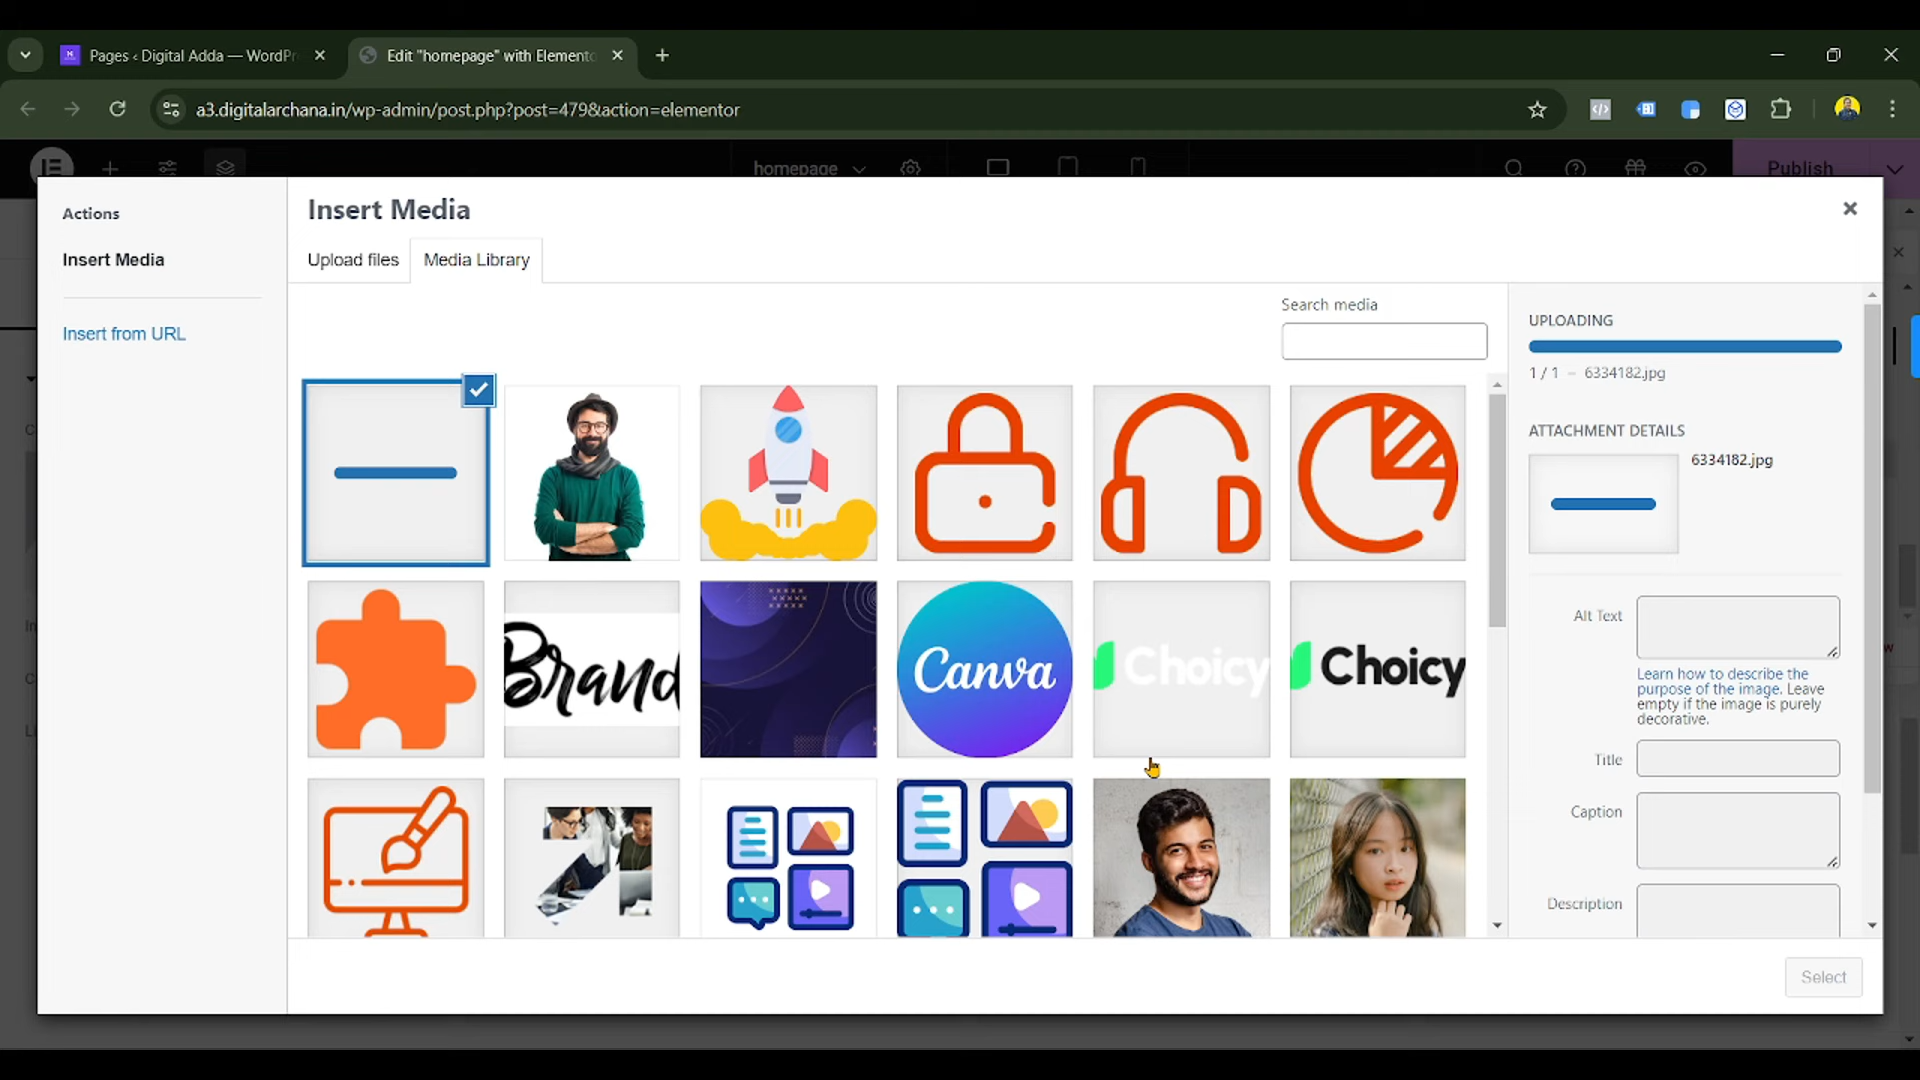 Pages ‹ Digital Adda — WordPr
Edit "homepage" with Elemento
a3.digitalarchana.in/wp-admin/post.php?post=479&action=elementor
homepage
Publish
Actions
Insert Media
Insert from URL
Insert Media
Upload files
Media Library
Search media
Brand
Canva
Choicy
Choicy
UPLOADING
1 / 1 – 6334182.jpg
ATTACHMENT DETAILS
6334182.jpg
Alt Text
Learn how to describe the
purpose of the image. Leave
empty if the image is purely
decorative.
Title
Caption
Description
Select